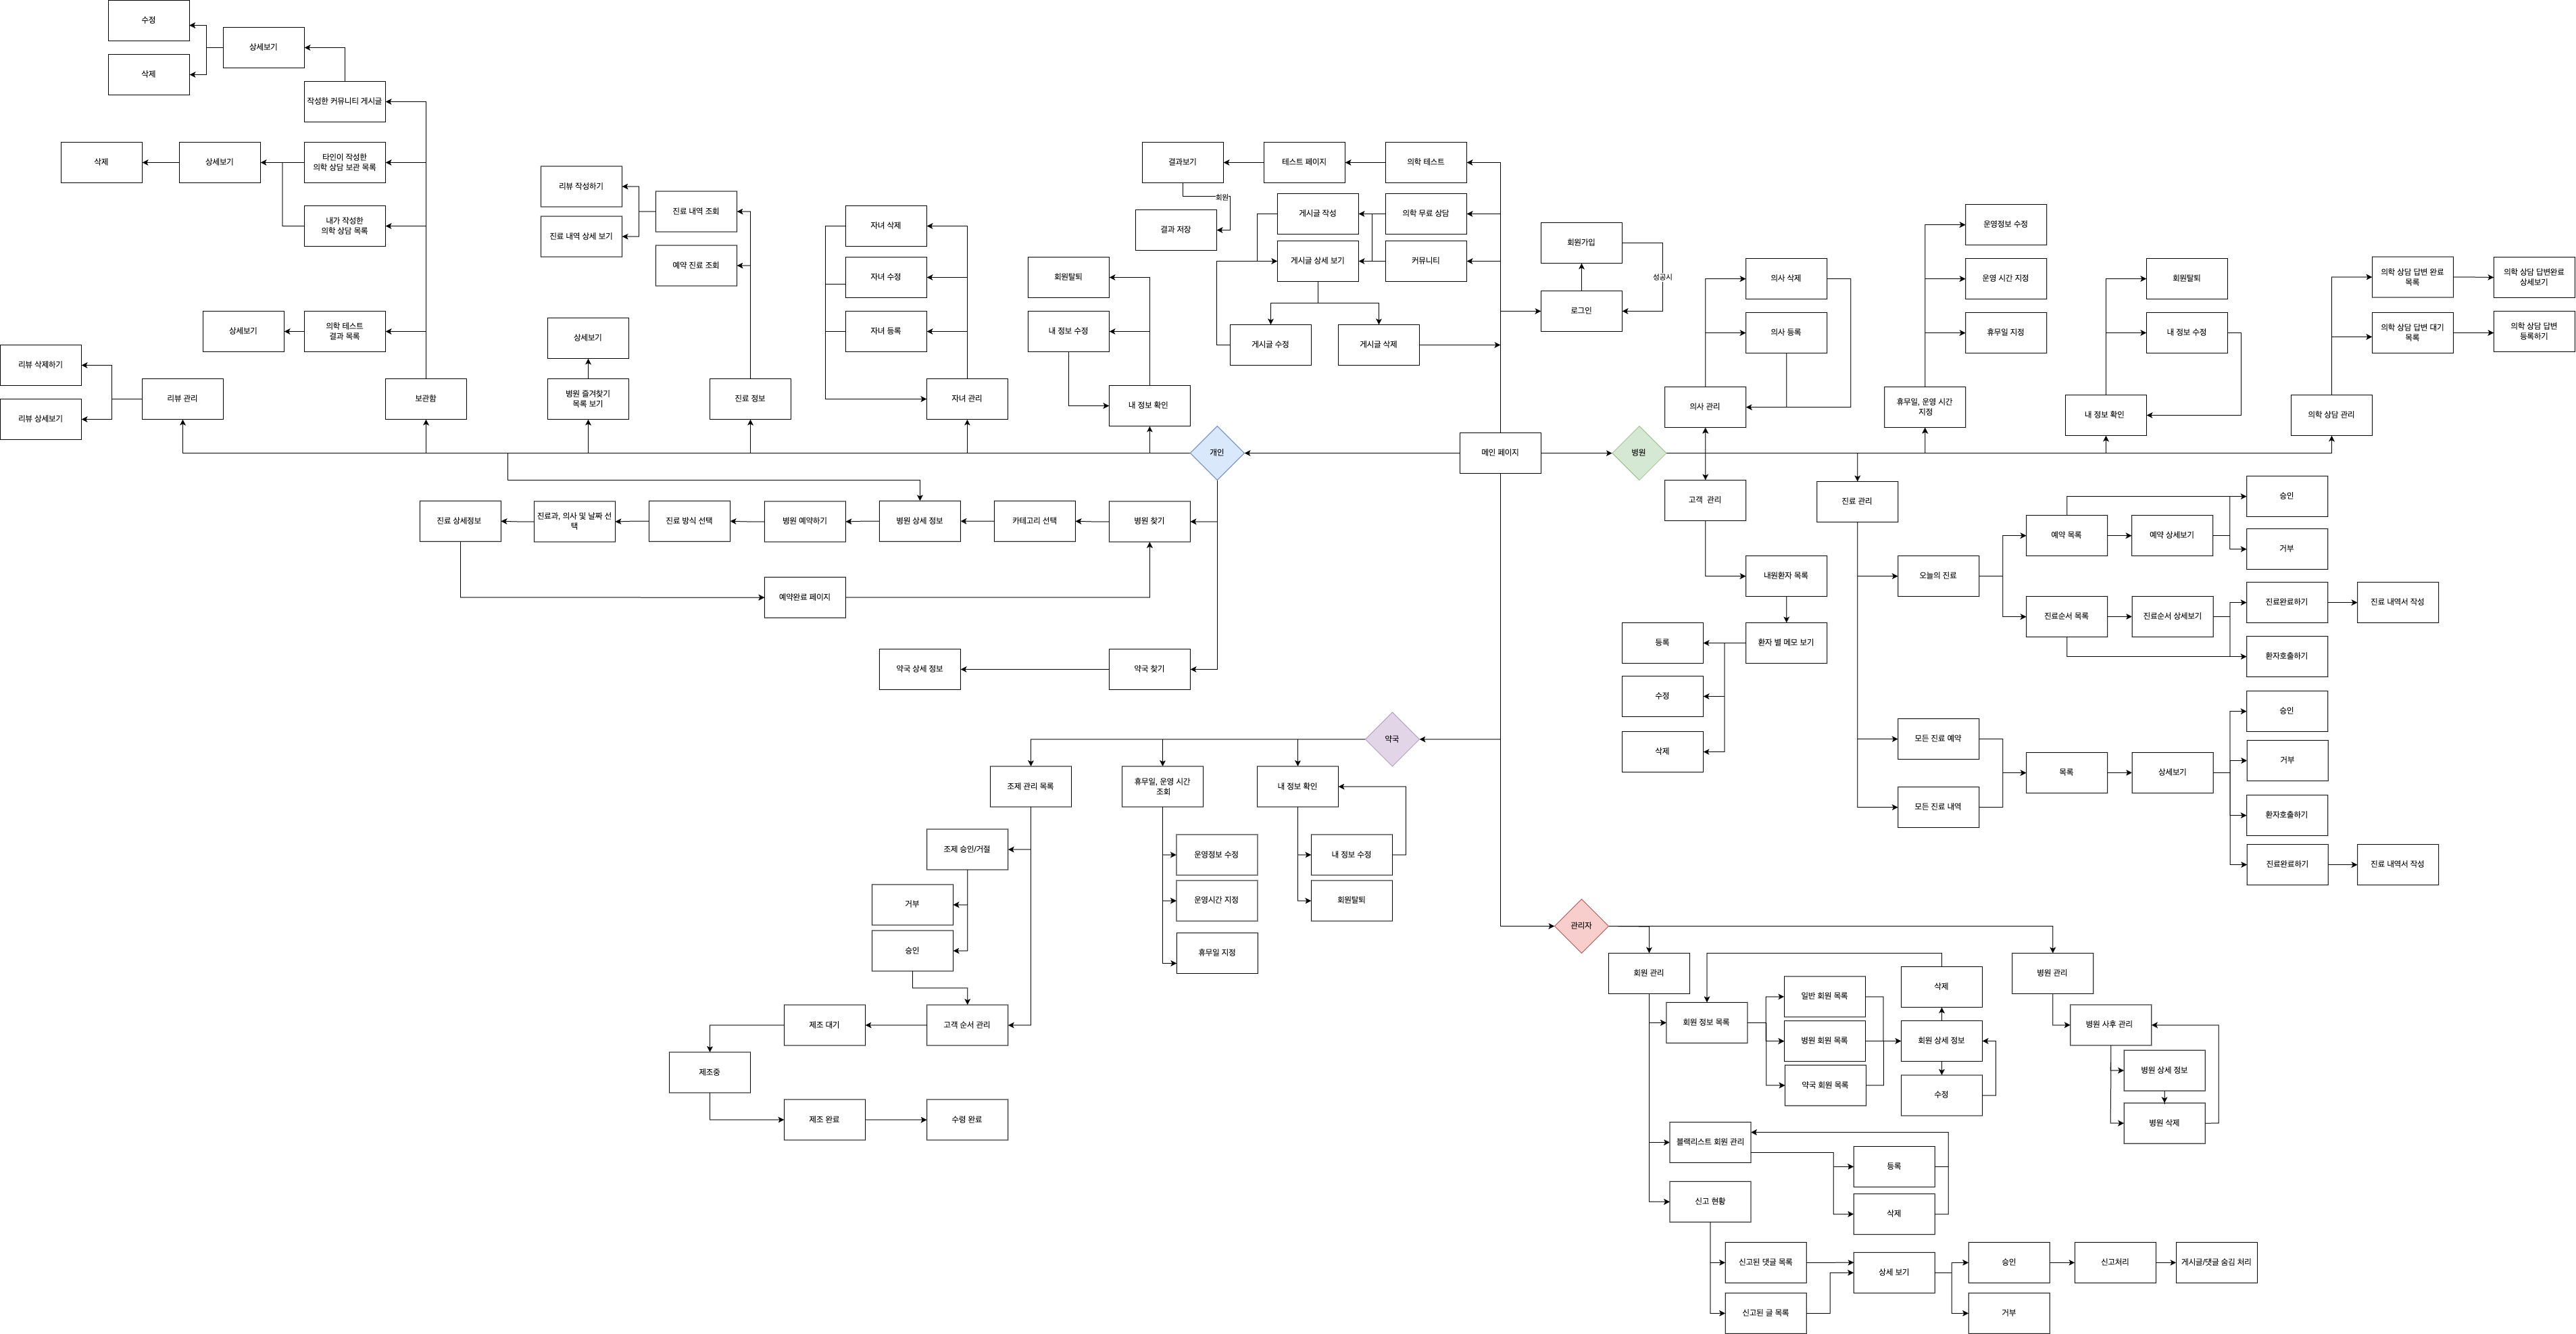 수정
상세보기
삭제
작성한 커뮤니티 게시글
삭제
상세보기
타인이 작성한
의학 상담 보관 목록
내가 작성한
의학 상담 목록
상세보기
의학 테스트
결과 목록
리뷰 삭제하기
리뷰 상세보기
리뷰 관리
보관함
리뷰 작성하기
진료 내역 상세 보기
진료 내역 조회
예약 진료 조회
상세보기
병원 즐겨찾기
목록 보기
진료 정보
자녀 삭제
자녀 수정
자녀 등록
자녀 관리
회원탈퇴
내 정보 수정
내 정보 확인
결과보기
테스트 페이지
의학 테스트
회원
결과 저장
게시글 작성
의학 무료 상담
게시글 상세 보기
커뮤니티
게시글 수정
게시글 삭제
회원가입
성공시
로그인
개인
메인 페이지
병원
의사 삭제
의사 등록
의사 관리
운영정보 수정
운영 시간 지정
휴무일 지정
휴무일, 운영 시간
지정
회원탈퇴
내 정보 수정
내 정보 확인
의학 상담 답변 완료
목록
의학 상담 답변완료
상세보기
의학 상담 답변 대기
목록
의학 상담 답변
등록하기
의학 상담 관리
진료 상세정보
진료과, 의사 및 날짜 선
택
진료 방식 선택
병원 예약하기
병원 상세 정보
카테고리 선택
병원 찾기
예약완료 페이지
약국 상세 정보
약국 찾기
고객 관리
진료 관리
내원환자 목록
환자 별 메모 보기
등록
수정
삭제
오늘의 진료
예약 목록
예약 상세보기
승인
거부
진료순서 목록
진료순서 상세보기
진료완료하기
진료 내역서 작성
환자호출하기
모든 진료 예약
모든 진료 내역
목록
상세보기
승인
거부
환자호출하기
진료완료하기
진료 내역서 작성
약국
조제 관리 목록
휴무일, 운영 시간
조회
내 정보 확인
조제 승인/거절
거부
승인
운영정보 수정
운영시간 지정
휴무일 지정
내 정보 수정
회원탈퇴
제조 대기
고객 순서 관리
제조중
제조 완료
수령 완료
관리자
회원 관리
병원 관리
회원 정보 목록
일반 회원 목록
병원 회원 목록
약국 회원 목록
삭제
회원 상세 정보
수정
병원 사후 관리
병원 상세 정보
병원 삭제
블랙리스트 회원 관리
등록
삭제
신고 현황
신고된 댓글 목록
신고된 글 목록
상세 보기
승인
거부
신고처리
게시글/댓글 숨김 처리